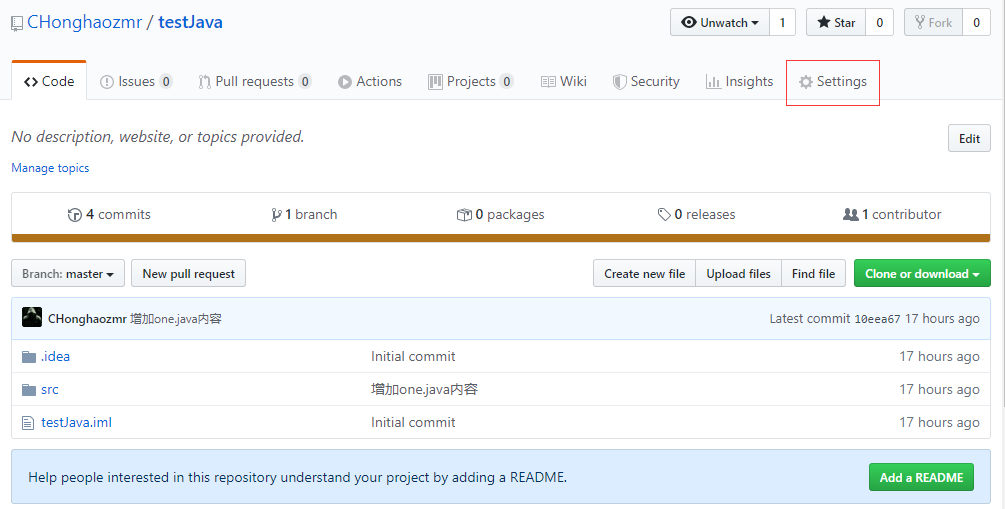 CHonghaozmr / testJava
Unwatch 1 Star 0 Fork 0
Code Issues 0 Pull requests 0 Actions Projects 0 Wiki Security Insights Settings
No description, website, or topics provided. Edit
Manage topics
4 commits 1 branch 0 packages 0 releases 1 contributor
Branch: master New pull request Create new file Upload files Find file Clone or download
CHonghaozmr 增加one.java内容 Latest commit 10eea67 17 hours ago
.idea Initial commit 17 hours ago
src 增加one.java内容 17 hours ago
testJava.iml Initial commit 17 hours ago
Help people interested in this repository understand your project by adding a README. Add a README